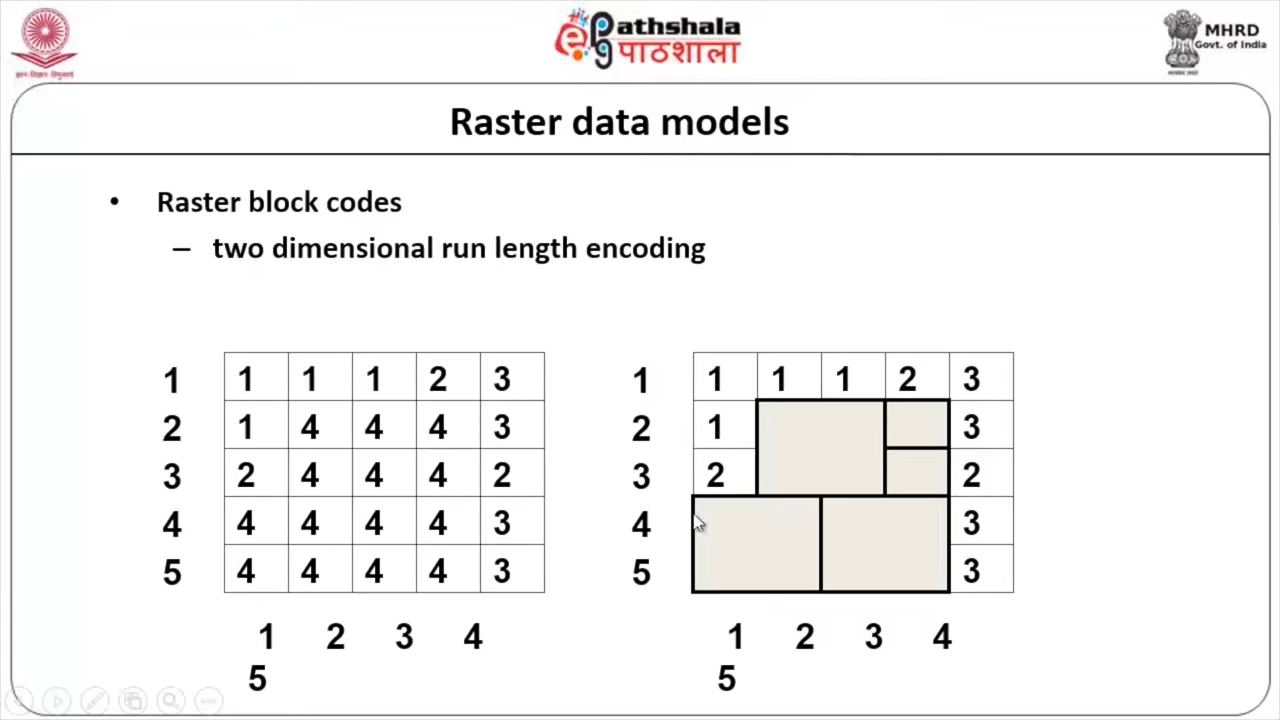 ePathshala
पाठशाला
MHRD
Govt. of India
Raster data models
• Raster block codes
– two dimensional run length encoding
1 1 1 1 2 3
2 1 4 4 4 3
3 2 4 4 4 2
4 4 4 4 4 3
5 4 4 4 4 3
1 2 3 4
5
1 1 1 1 2 3
2 1 3
3 2 2
4 3
5 3
1 2 3 4
5